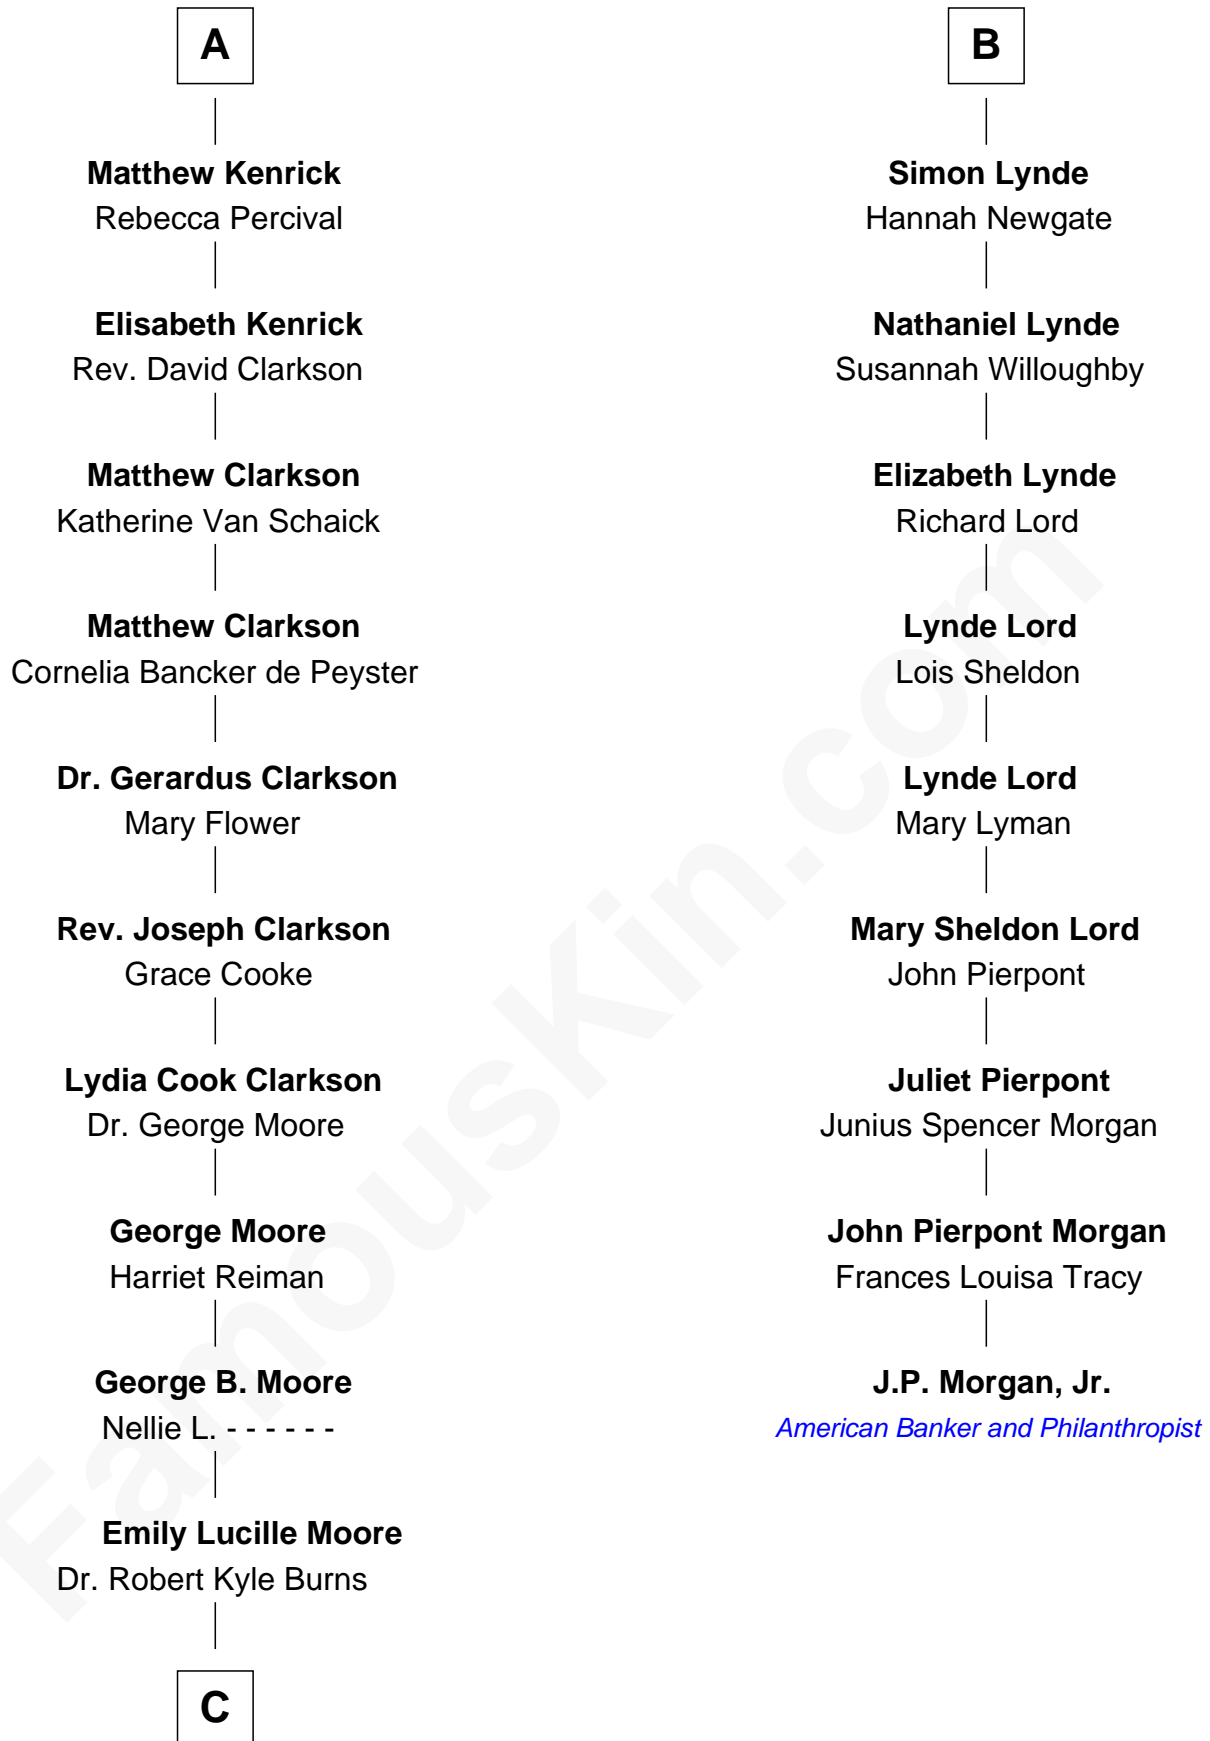 A
Matthew Kenrick
Rebecca Percival
Elisabeth Kenrick
Rev. David Clarkson
Matthew Clarkson
Katherine Van Schaick
Matthew Clarkson
Cornelia Bancker de Peyster
Dr. Gerardus Clarkson
Mary Flower
Rev. Joseph Clarkson
Grace Cooke
Lydia Cook Clarkson
Dr. George Moore
George Moore
Harriet Reiman
George B. Moore
Nellie L. - - - - - -
Emily Lucille Moore
Dr. Robert Kyle Burns
C
B
Simon Lynde
Hannah Newgate
Nathaniel Lynde
Susannah Willoughby
Elizabeth Lynde
Richard Lord
Lynde Lord
Lois Sheldon
Lynde Lord
Mary Lyman
Mary Sheldon Lord
John Pierpont
Juliet Pierpont
Junius Spencer Morgan
John Pierpont Morgan
Frances Louisa Tracy
J.P. Morgan, Jr.
American Banker and Philanthropist
FamousKin.com